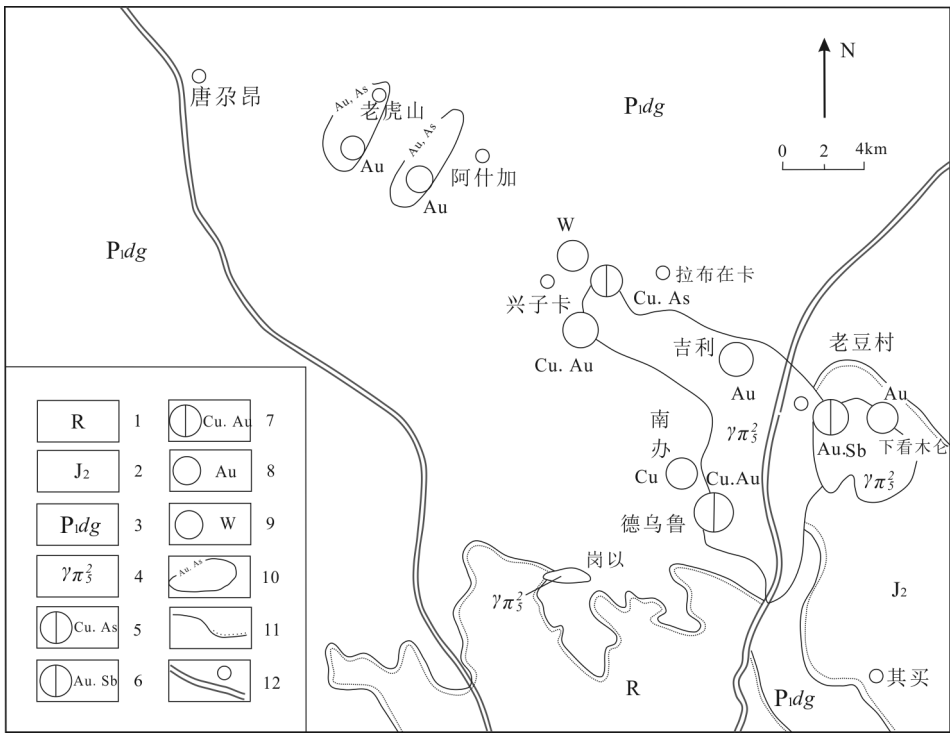 唐尕昂
Au, As
老虎山
Au
Au, As
阿什加
Au
P₁dg
N
0 2 4km
P₁dg
W
兴子卡
拉布在卡
Cu. As
Cu. Au
吉利
Au
老豆村
Au
Au.Sb
下看木仑
γπ₅²
γπ₅²
南
办
Cu
Cu.Au
德乌鲁
岗以
γπ₅²
J₂
R
P₁dg
其买
R 1
J₂ 2
P₁dg 3
γπ₅² 4
Cu. As 5
Au. Sb 6
Cu. Au 7
Au 8
W 9
Au, As 10
11
12